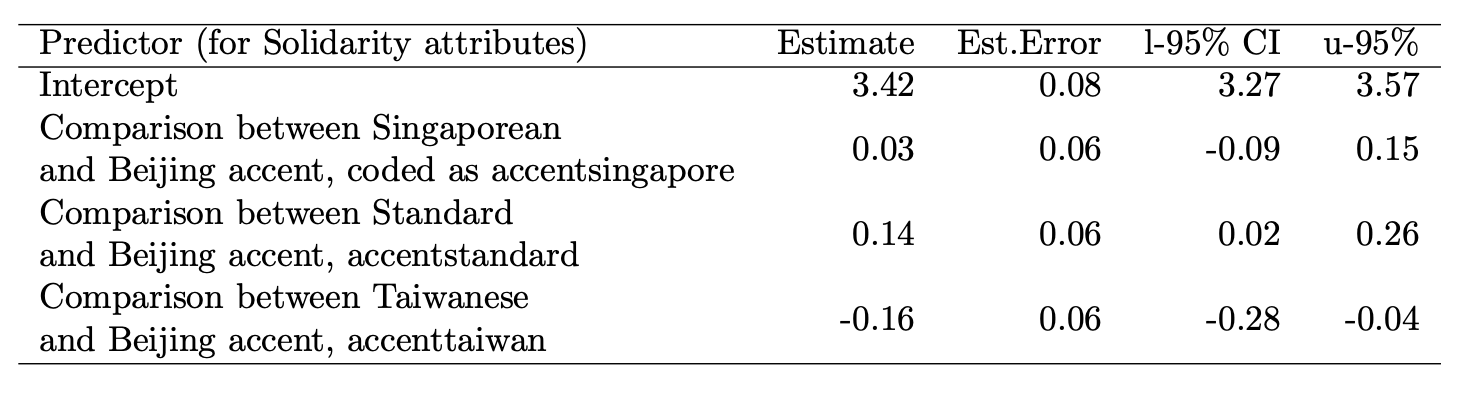 Predictor (for Solidarity attributes) Estimate Est.Error l-95% CI u-95%
Intercept 3.42 0.08 3.27 3.57
Comparison between Singaporean
and Beijing accent, coded as accentsingapore 0.03 0.06 -0.09 0.15
Comparison between Standard
and Beijing accent, accentstandard 0.14 0.06 0.02 0.26
Comparison between Taiwanese
and Beijing accent, accenttaiwan -0.16 0.06 -0.28 -0.04